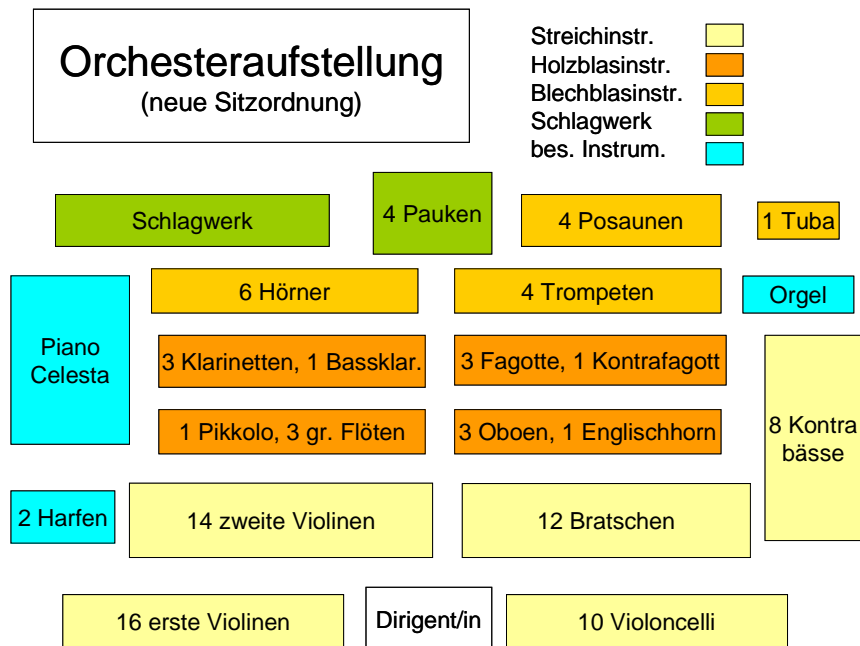 Orchesteraufstellung
(neue Sitzordnung)
Streichinstr.
Holzblasinstr.
Blechblasinstr.
Schlagwerk
bes. Instrum.
Schlagwerk
4 Pauken
4 Posaunen
1 Tuba
6 Hörner
4 Trompeten
Orgel
Piano
Celesta
3 Klarinetten, 1 Bassklar.
3 Fagotte, 1 Kontrafagott
1 Pikkolo, 3 gr. Flöten
3 Oboen, 1 Englischhorn
8 Kontra
bässe
2 Harfen
14 zweite Violinen
12 Bratschen
16 erste Violinen
Dirigent/in
10 Violoncelli